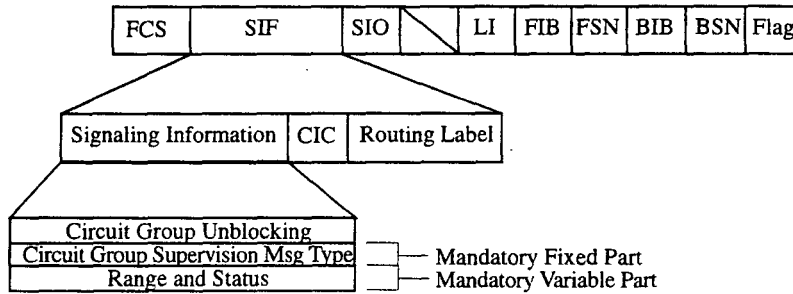 FCS SIF SIO LI FIB FSN BIB BSN Flag
Signaling Information CIC Routing Label
Circuit Group Unblocking
Circuit Group Supervision Msg Type
Mandatory Fixed Part
Range and Status
Mandatory Variable Part